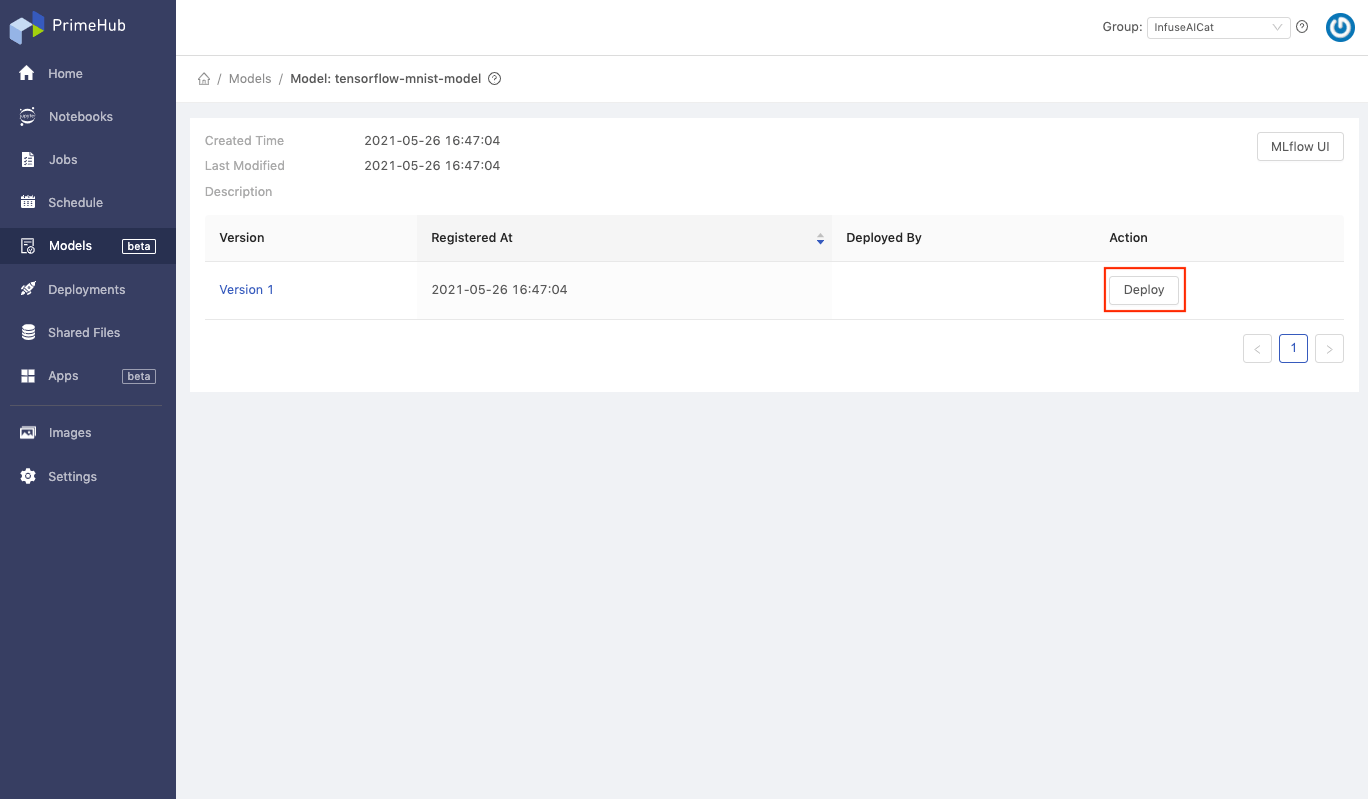 PrimeHub
Group: InfuseAICat
Home
Notebooks
Jobs
Schedule
Models beta
Deployments
Shared Files
Apps beta
Images
Settings
/ Models / Model: tensorflow-mnist-model
Created Time 2021-05-26 16:47:04
MLflow UI
Last Modified 2021-05-26 16:47:04
Description
Version Registered At Deployed By Action
Version 1 2021-05-26 16:47:04 Deploy
< 1 >